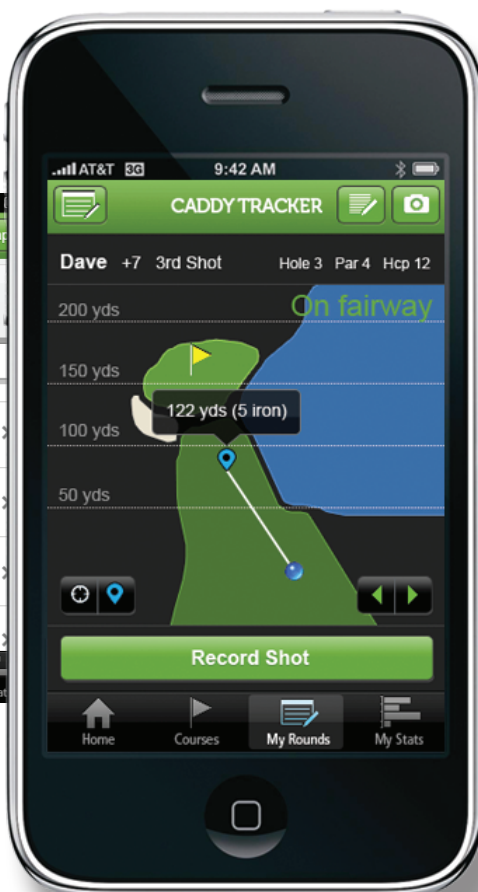 AT&T 3G 9:42 AM
CADDY TRACKER
Dave +7 3rd Shot Hole 3 Par 4 Hcp 12
On fairway
200 yds
150 yds
122 yds (5 iron)
100 yds
50 yds
Record Shot
Home Courses My Rounds My Stats